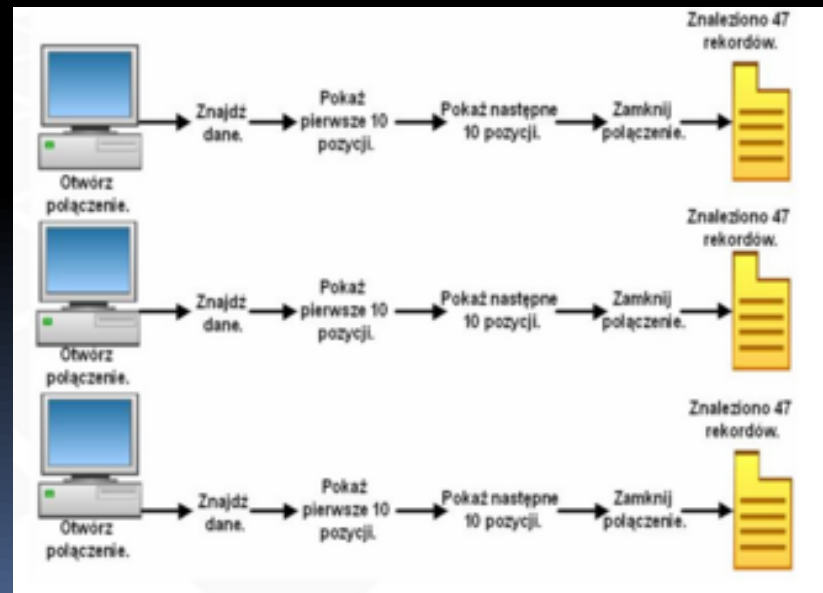 Znaleziono 47
rekordów.
Otwórz
połączenie.
Znajdź
dane.
Pokaż
pierwsze 10
pozycji.
Pokaż następne
10 pozycji.
Zamknij
połączenie.
Znaleziono 47
rekordów.
Otwórz
połączenie.
Znajdź
dane.
Pokaż
pierwsze 10
pozycji.
Pokaż następne
10 pozycji.
Zamknij
połączenie.
Znaleziono 47
rekordów.
Otwórz
połączenie.
Znajdź
dane.
Pokaż
pierwsze 10
pozycji.
Pokaż następne
10 pozycji.
Zamknij
połączenie.